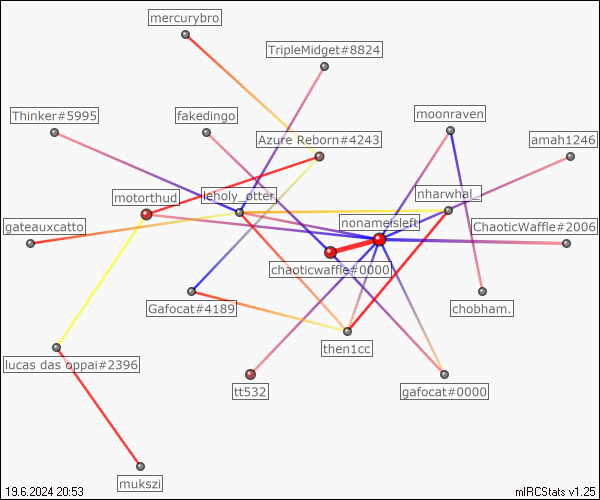 mercurybro
TripleMidget#8824
Thinker#5995
fakedingo
moonraven
Azure Reborn#4243
amah1246
motorthud
leholy_otter
nharwhal_
gateauxcatto
nonameisleft
ChaoticWaffle#2006
chaoticwaffle#0000
Gafocat#4189
chobham.
then1cc
lucas das oppai#2396
tt532
gafocat#0000
mukszi
19.6.2024 20:53
mIRCStats v1.25